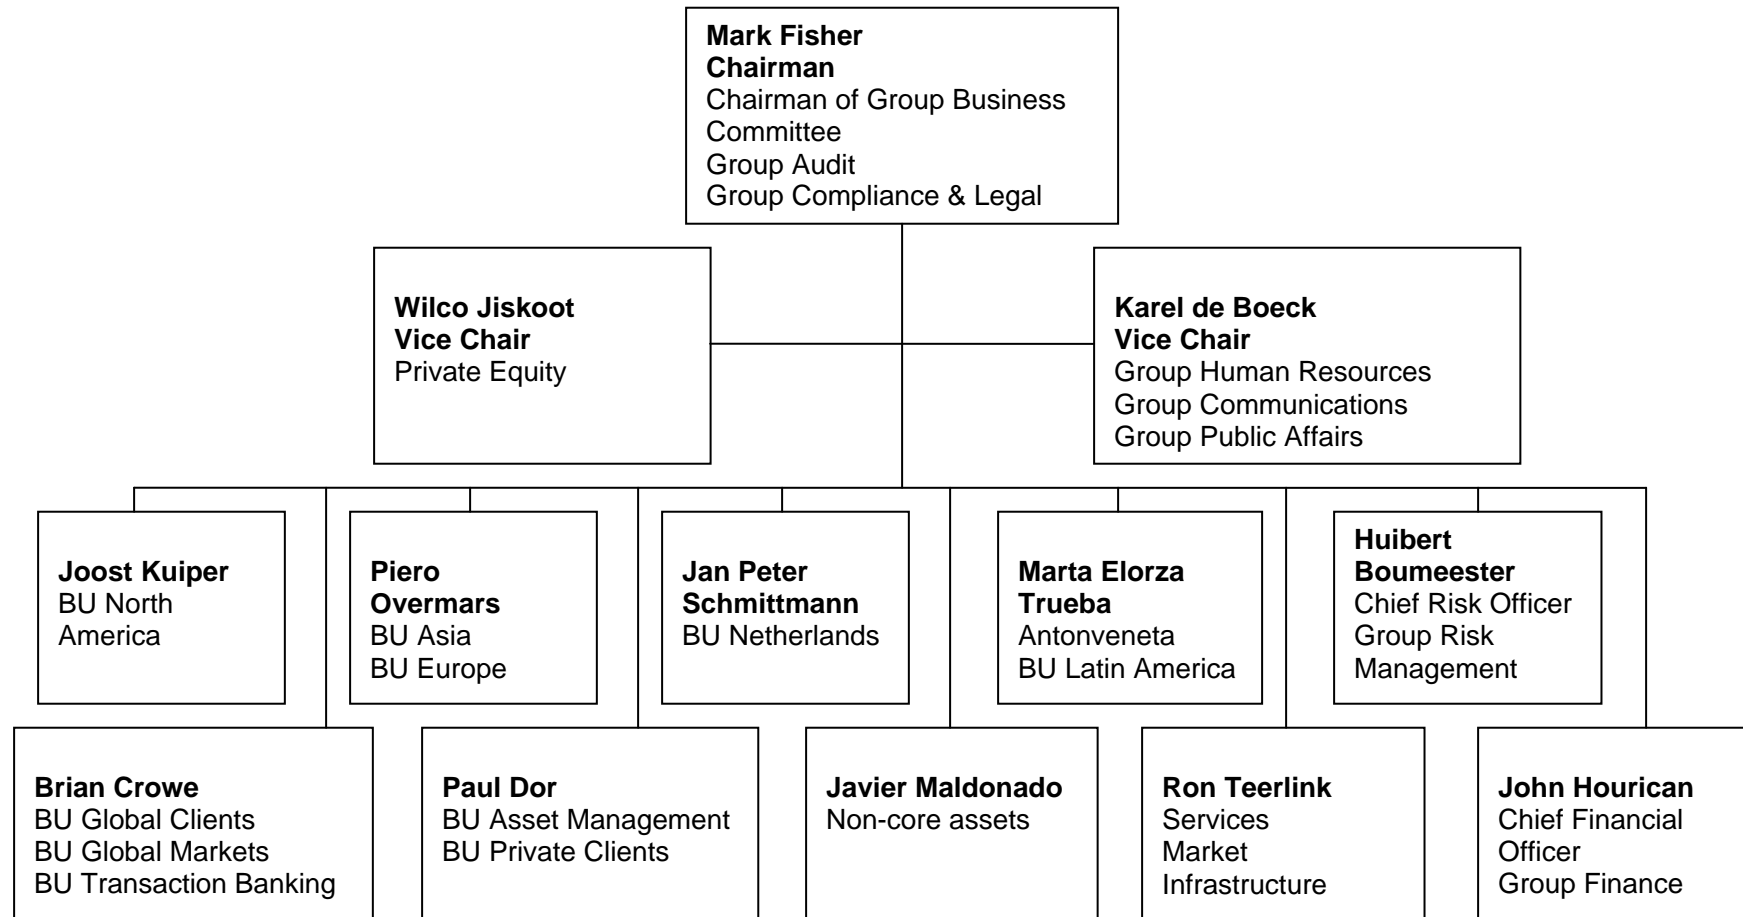 Mark Fisher
Chairman
Chairman of Group Business
Committee
Group Audit
Group Compliance & Legal
Wilco Jiskoot
Vice Chair
Private Equity
Karel de Boeck
Vice Chair
Group Human Resources
Group Communications
Group Public Affairs
Joost Kuiper
BU North
America
Piero
Overmars
BU Asia
BU Europe
Jan Peter
Schmittmann
BU Netherlands
Marta Elorza
Trueba
Antonveneta
BU Latin America
Huibert
Boumeester
Chief Risk Officer
Group Risk
Management
Brian Crowe
BU Global Clients
BU Global Markets
BU Transaction Banking
Paul Dor
BU Asset Management
BU Private Clients
Javier Maldonado
Non-core assets
Ron Teerlink
Services
Market
Infrastructure
John Hourican
Chief Financial
Officer
Group Finance